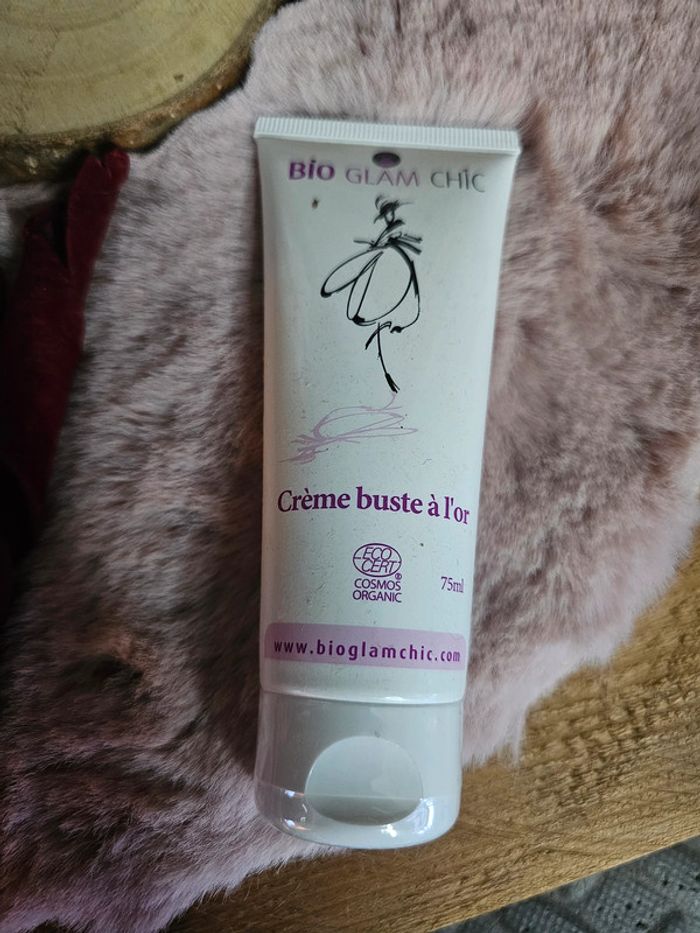 BiO GLAM CHiC
Crème buste à l'or
ECO
CERT
®
COSMOS
ORGANIC
75ml
www.bioglamchic.com